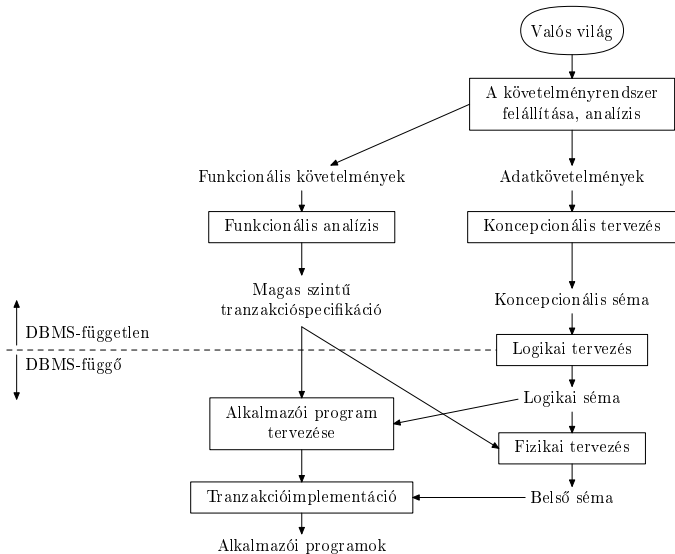 Valós világ
A követelményrendszer
felállítása, analízis
Funkcionális követelmények
Adatkövetelmények
Funkcionális analízis
Koncepcionális tervezés
Magas szintű
tranzakcióspecifikáció
Koncepcionális séma
DBMS-független
Logikai tervezés
DBMS-függő
Logikai séma
Alkalmazói program
tervezése
Fizikai tervezés
Tranzakcióimplementáció
Belső séma
Alkalmazói programok